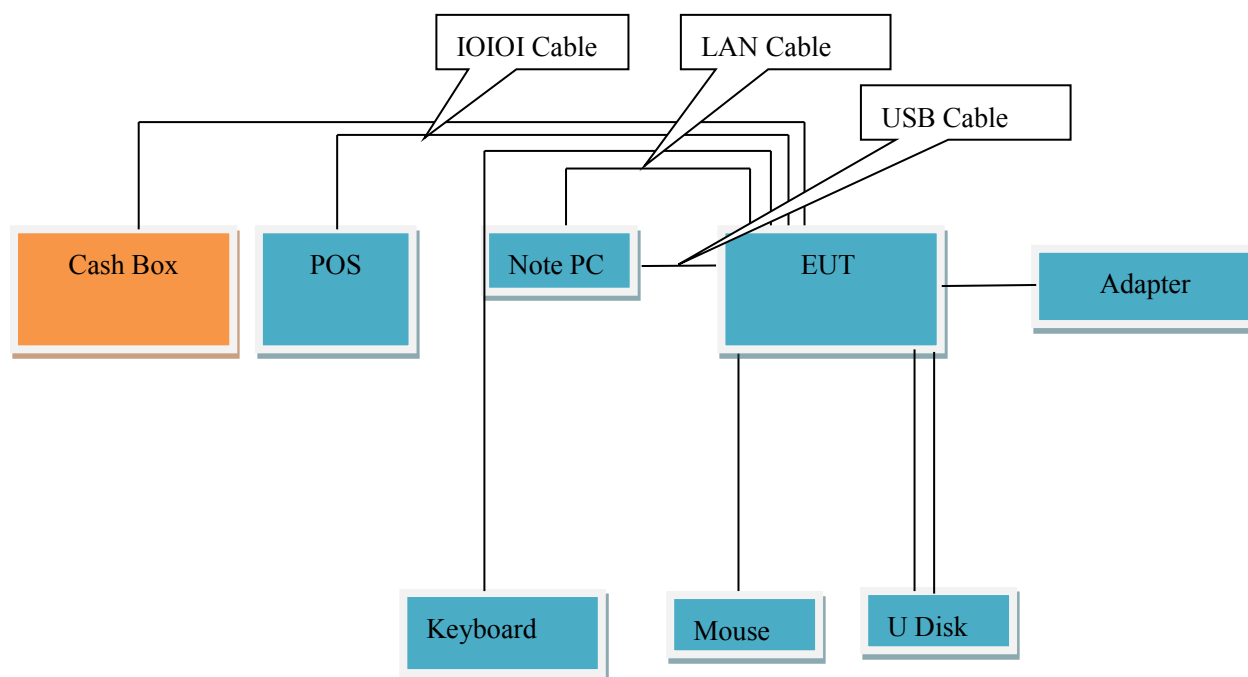 IOIOI Cable
LAN Cable
USB Cable
Cash Box
POS
Note PC
EUT
Adapter
Keyboard
Mouse
U Disk